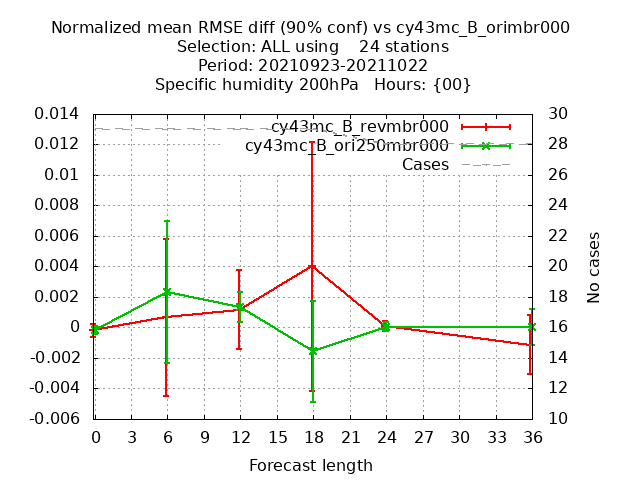 Normalized mean RMSE diff (90% conf) vs cy43mc_B_orimbr000
Selection: ALL using    24 stations
Period: 20210923-20211022
Specific humidity 200hPa   Hours: {00}
cy43mc_B_revmbr000
cy43mc_B_ori250mbr000
Cases
0.014
0.012
0.01
0.008
0.006
0.004
0.002
0
-0.002
-0.004
-0.006
30
28
26
24
22
20
18
16
14
12
10
No cases
0 3 6 9 12 15 18 21 24 27 30 33 36
Forecast length